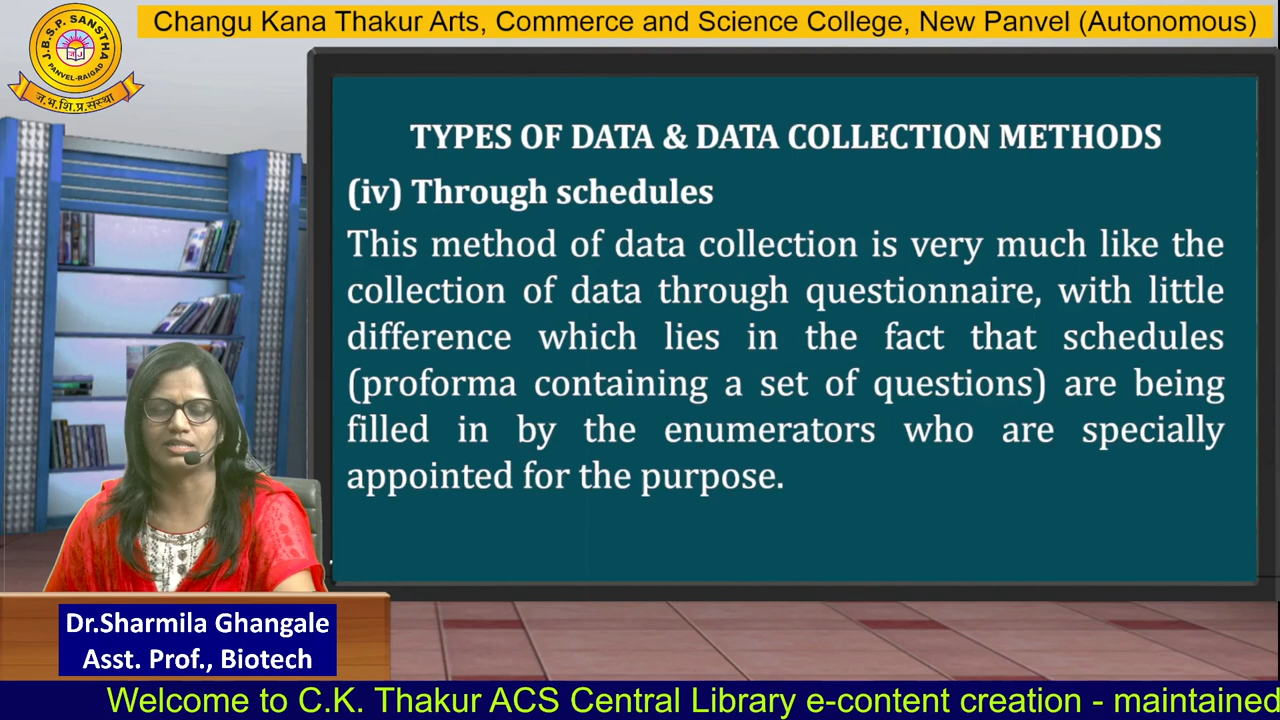 Changu Kana Thakur Arts, Commerce and Science College, New Panvel (Autonomous)
J.B.S.P. SANSTHA
PANVEL-RAIGAD
ज.भ.शि.प्र.संस्था
TYPES OF DATA & DATA COLLECTION METHODS
(iv) Through schedules
This method of data collection is very much like the
collection of data through questionnaire, with little
difference which lies in the fact that schedules
(proforma containing a set of questions) are being
filled in by the enumerators who are specially
appointed for the purpose.
Dr.Sharmila Ghangale
Asst. Prof., Biotech
Welcome to C.K. Thakur ACS Central Library e-content creation - maintained